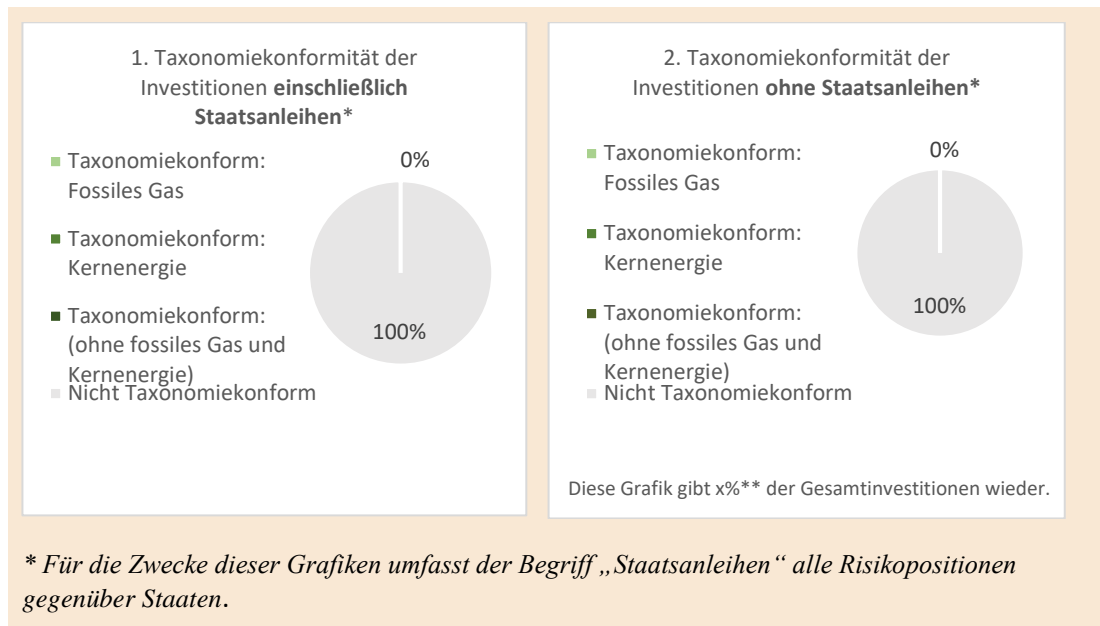 1. Taxonomiekonformität der
Investitionen einschließlich
Staatsanleihen*
Taxonomiekonform:
Fossiles Gas
Taxonomiekonform:
Kernenergie
Taxonomiekonform:
(ohne fossiles Gas und
Kernenergie)
Nicht Taxonomiekonform
0%
100%
2. Taxonomiekonformität der
Investitionen ohne Staatsanleihen*
Taxonomiekonform:
Fossiles Gas
Taxonomiekonform:
Kernenergie
Taxonomiekonform:
(ohne fossiles Gas und
Kernenergie)
Nicht Taxonomiekonform
0%
100%
Diese Grafik gibt x%** der Gesamtinvestitionen wieder.
* Für die Zwecke dieser Grafiken umfasst der Begriff „Staatsanleihen“ alle Risikopositionen
gegenüber Staaten.